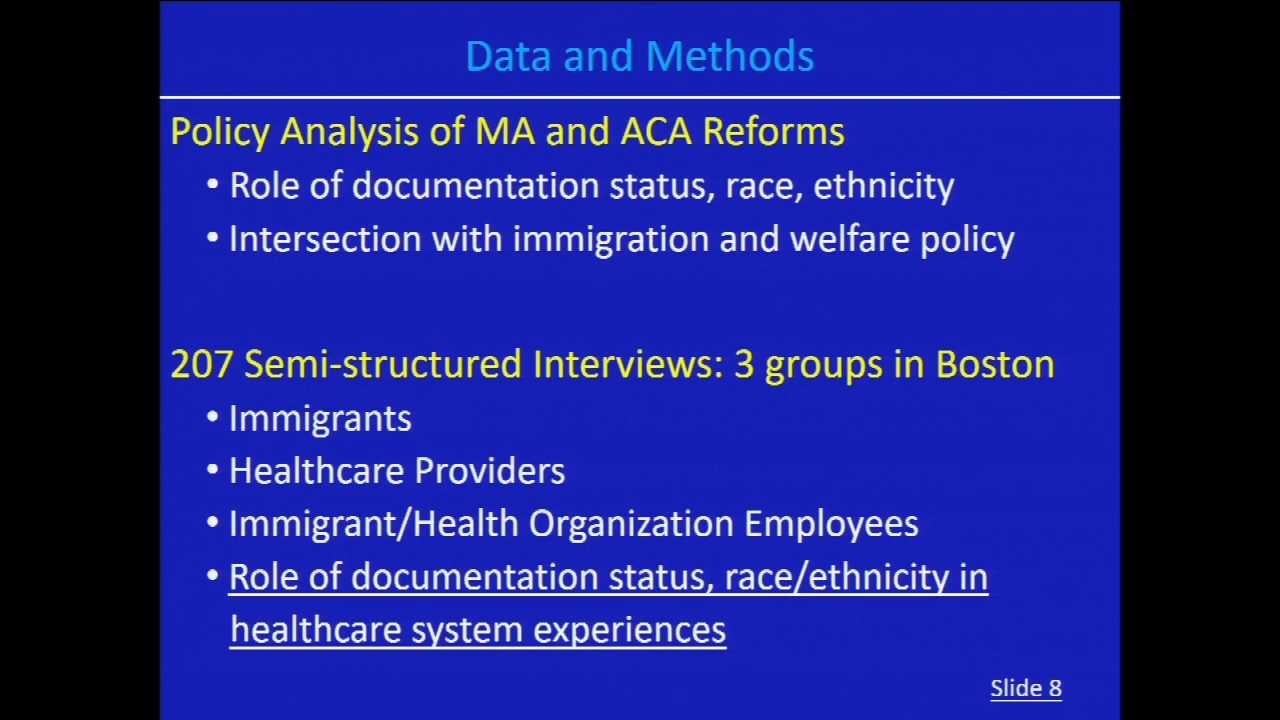 Data and Methods
Policy Analysis of MA and ACA Reforms
• Role of documentation status, race, ethnicity
• Intersection with immigration and welfare policy
207 Semi-structured Interviews: 3 groups in Boston
• Immigrants
• Healthcare Providers
• Immigrant/Health Organization Employees
• Role of documentation status, race/ethnicity in
healthcare system experiences
Slide 8